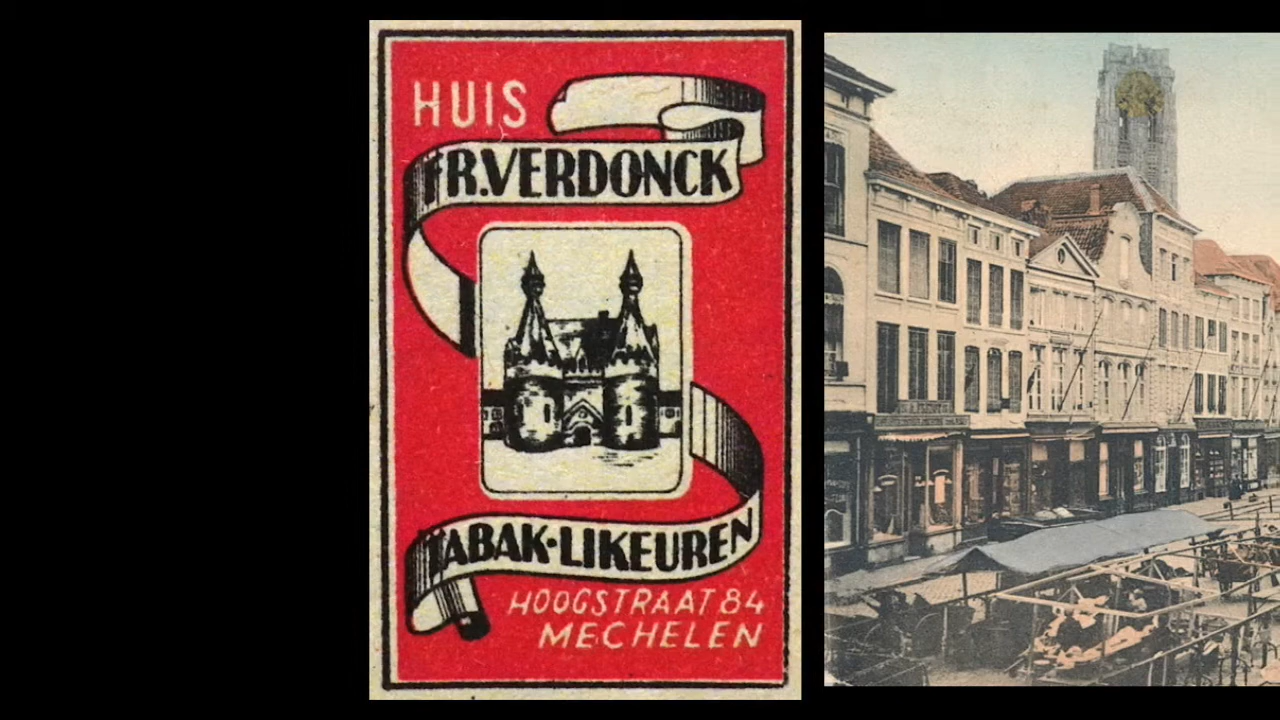 HUIS
FR.VERDONCK
TABAK·LIKEUREN
HOOGSTRAAT 84
MECHELEN